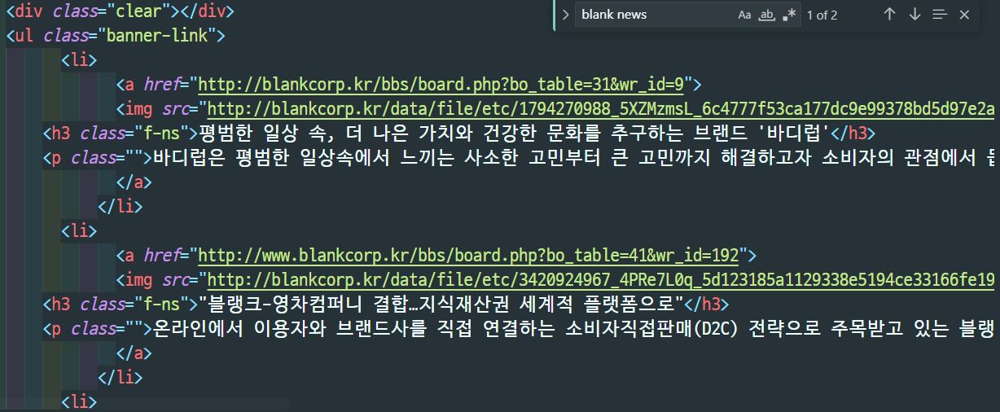 <div class="clear"></div>
blank news
Aa ab .* 1 of 2
<ul class="banner-link">
<li>
<a href="http://blankcorp.kr/bbs/board.php?bo_table=31&wr_id=9">
<img src="http://blankcorp.kr/data/file/etc/1794270988_5XZMzmsL_6c4777f53ca177dc9e99378bd5d97e2a
<h3 class="f-ns">평범한 일상 속, 더 나은 가치와 건강한 문화를 추구하는 브랜드 '바디럽'</h3>
<p class="">바디럽은 평범한 일상속에서 느끼는 사소한 고민부터 큰 고민까지 해결하고자 소비자의 관점에서
</a>
</li>
<li>
<a href="http://www.blankcorp.kr/bbs/board.php?bo_table=41&wr_id=192">
<img src="http://blankcorp.kr/data/file/etc/3420924967_4PRe7L0q_5d123185a1129338e5194ce33166fe19
<h3 class="f-ns">"블랭크-영차컴퍼니 결합…지식재산권 세계적 플랫폼으로"</h3>
<p class="">온라인에서 이용자와 브랜드사를 직접 연결하는 소비자직접판매(D2C) 전략으로 주목받고 있는 블랭
</a>
</li>
<li>